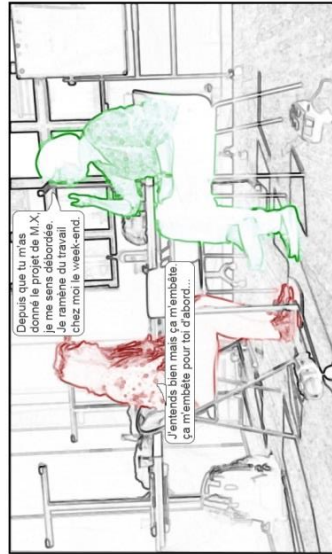 Depuis que tu m'as
donné le projet de M.X,
je me sens débordée.
Je ramène du travail
chez moi le week-end.
J'entends bien mais ça m'embête.
ça m'embête pour toi d'abord...